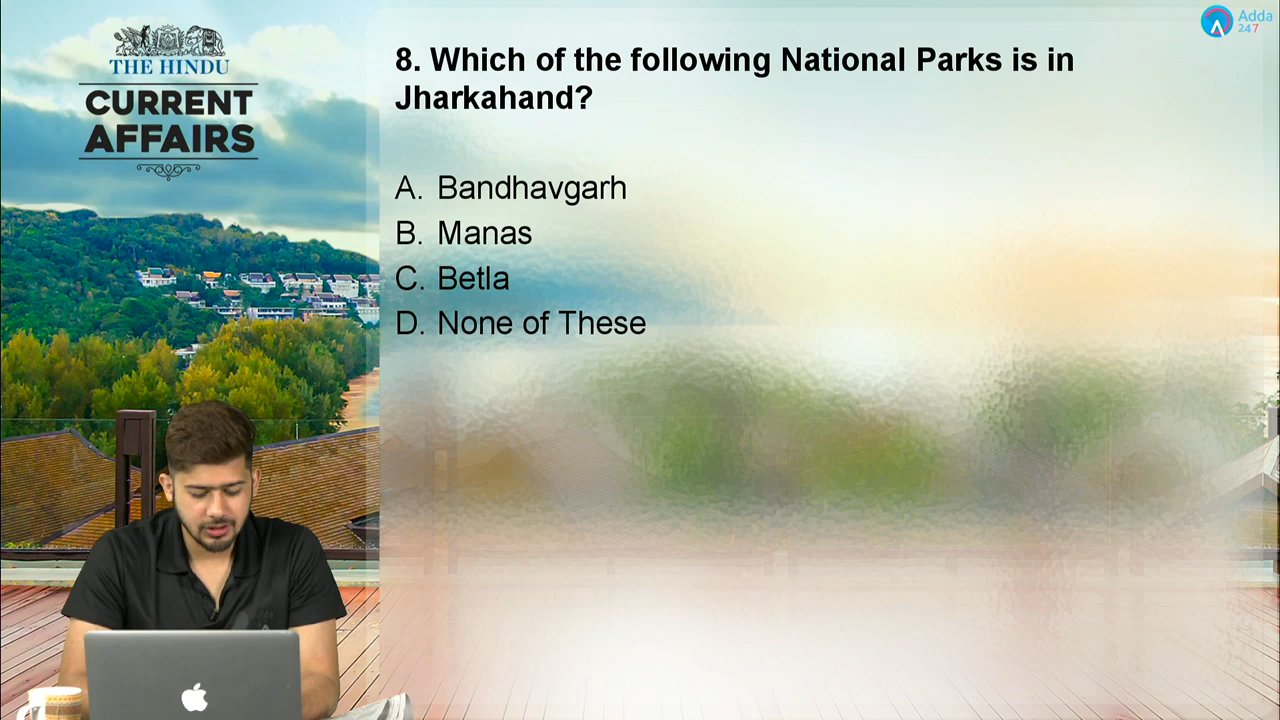 THE HINDU
CURRENT
AFFAIRS
Adda
247
8. Which of the following National Parks is in
Jharkahand?
A. Bandhavgarh
B. Manas
C. Betla
D. None of These